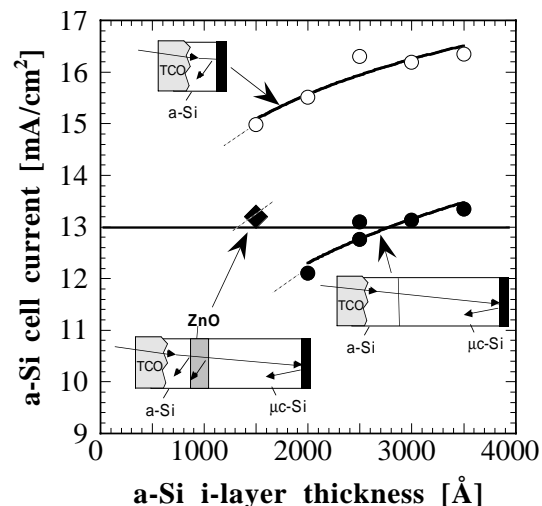 17
16
15
14
13
12
11
10
9
a-Si cell current [mA/cm²]
TCO
a-Si
ZnO
TCO
a-Si
μc-Si
TCO
a-Si
μc-Si
0 1000 2000 3000 4000
a-Si i-layer thickness [Å]